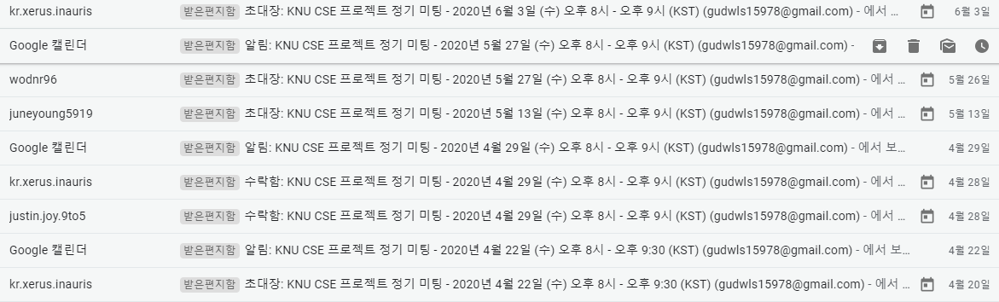 kr.xerus.inauris 받은편지함 초대장: KNU CSE 프로젝트 정기 미팅 - 2020년 6월 3일 (수) 오후 8시 - 오후 9시 (KST) (gudwls15978@gmail.com) - 에서 ... 6월 3일
Google 캘린더 받은편지함 알림: KNU CSE 프로젝트 정기 미팅 - 2020년 5월 27일 (수) 오후 8시 - 오후 9시 (KST) (gudwls15978@gmail.com) -
wodnr96 받은편지함 초대장: KNU CSE 프로젝트 정기 미팅 - 2020년 5월 27일 (수) 오후 8시 - 오후 9시 (KST) (gudwls15978@gmail.com) - 에서 ... 5월 26일
juneyoung5919 받은편지함 초대장: KNU CSE 프로젝트 정기 미팅 - 2020년 5월 13일 (수) 오후 8시 - 오후 9시 (KST) (gudwls15978@gmail.com) - 에서 ... 5월 13일
Google 캘린더 받은편지함 알림: KNU CSE 프로젝트 정기 미팅 - 2020년 4월 29일 (수) 오후 8시 - 오후 9시 (KST) (gudwls15978@gmail.com) - 에서 보... 4월 29일
kr.xerus.inauris 받은편지함 수락함: KNU CSE 프로젝트 정기 미팅 - 2020년 4월 29일 (수) 오후 8시 - 오후 9시 (KST) (gudwls15978@gmail.com) - 에서 ... 4월 28일
justin.joy.9to5 받은편지함 수락함: KNU CSE 프로젝트 정기 미팅 - 2020년 4월 29일 (수) 오후 8시 - 오후 9시 (KST) (gudwls15978@gmail.com) - 에서 ... 4월 28일
Google 캘린더 받은편지함 알림: KNU CSE 프로젝트 정기 미팅 - 2020년 4월 22일 (수) 오후 8시 - 오후 9:30 (KST) (gudwls15978@gmail.com) - 에서 보... 4월 22일
kr.xerus.inauris 받은편지함 초대장: KNU CSE 프로젝트 정기 미팅 - 2020년 4월 22일 (수) 오후 8시 - 오후 9:30 (KST) (gudwls15978@gmail.com) - 에서 ... 4월 20일